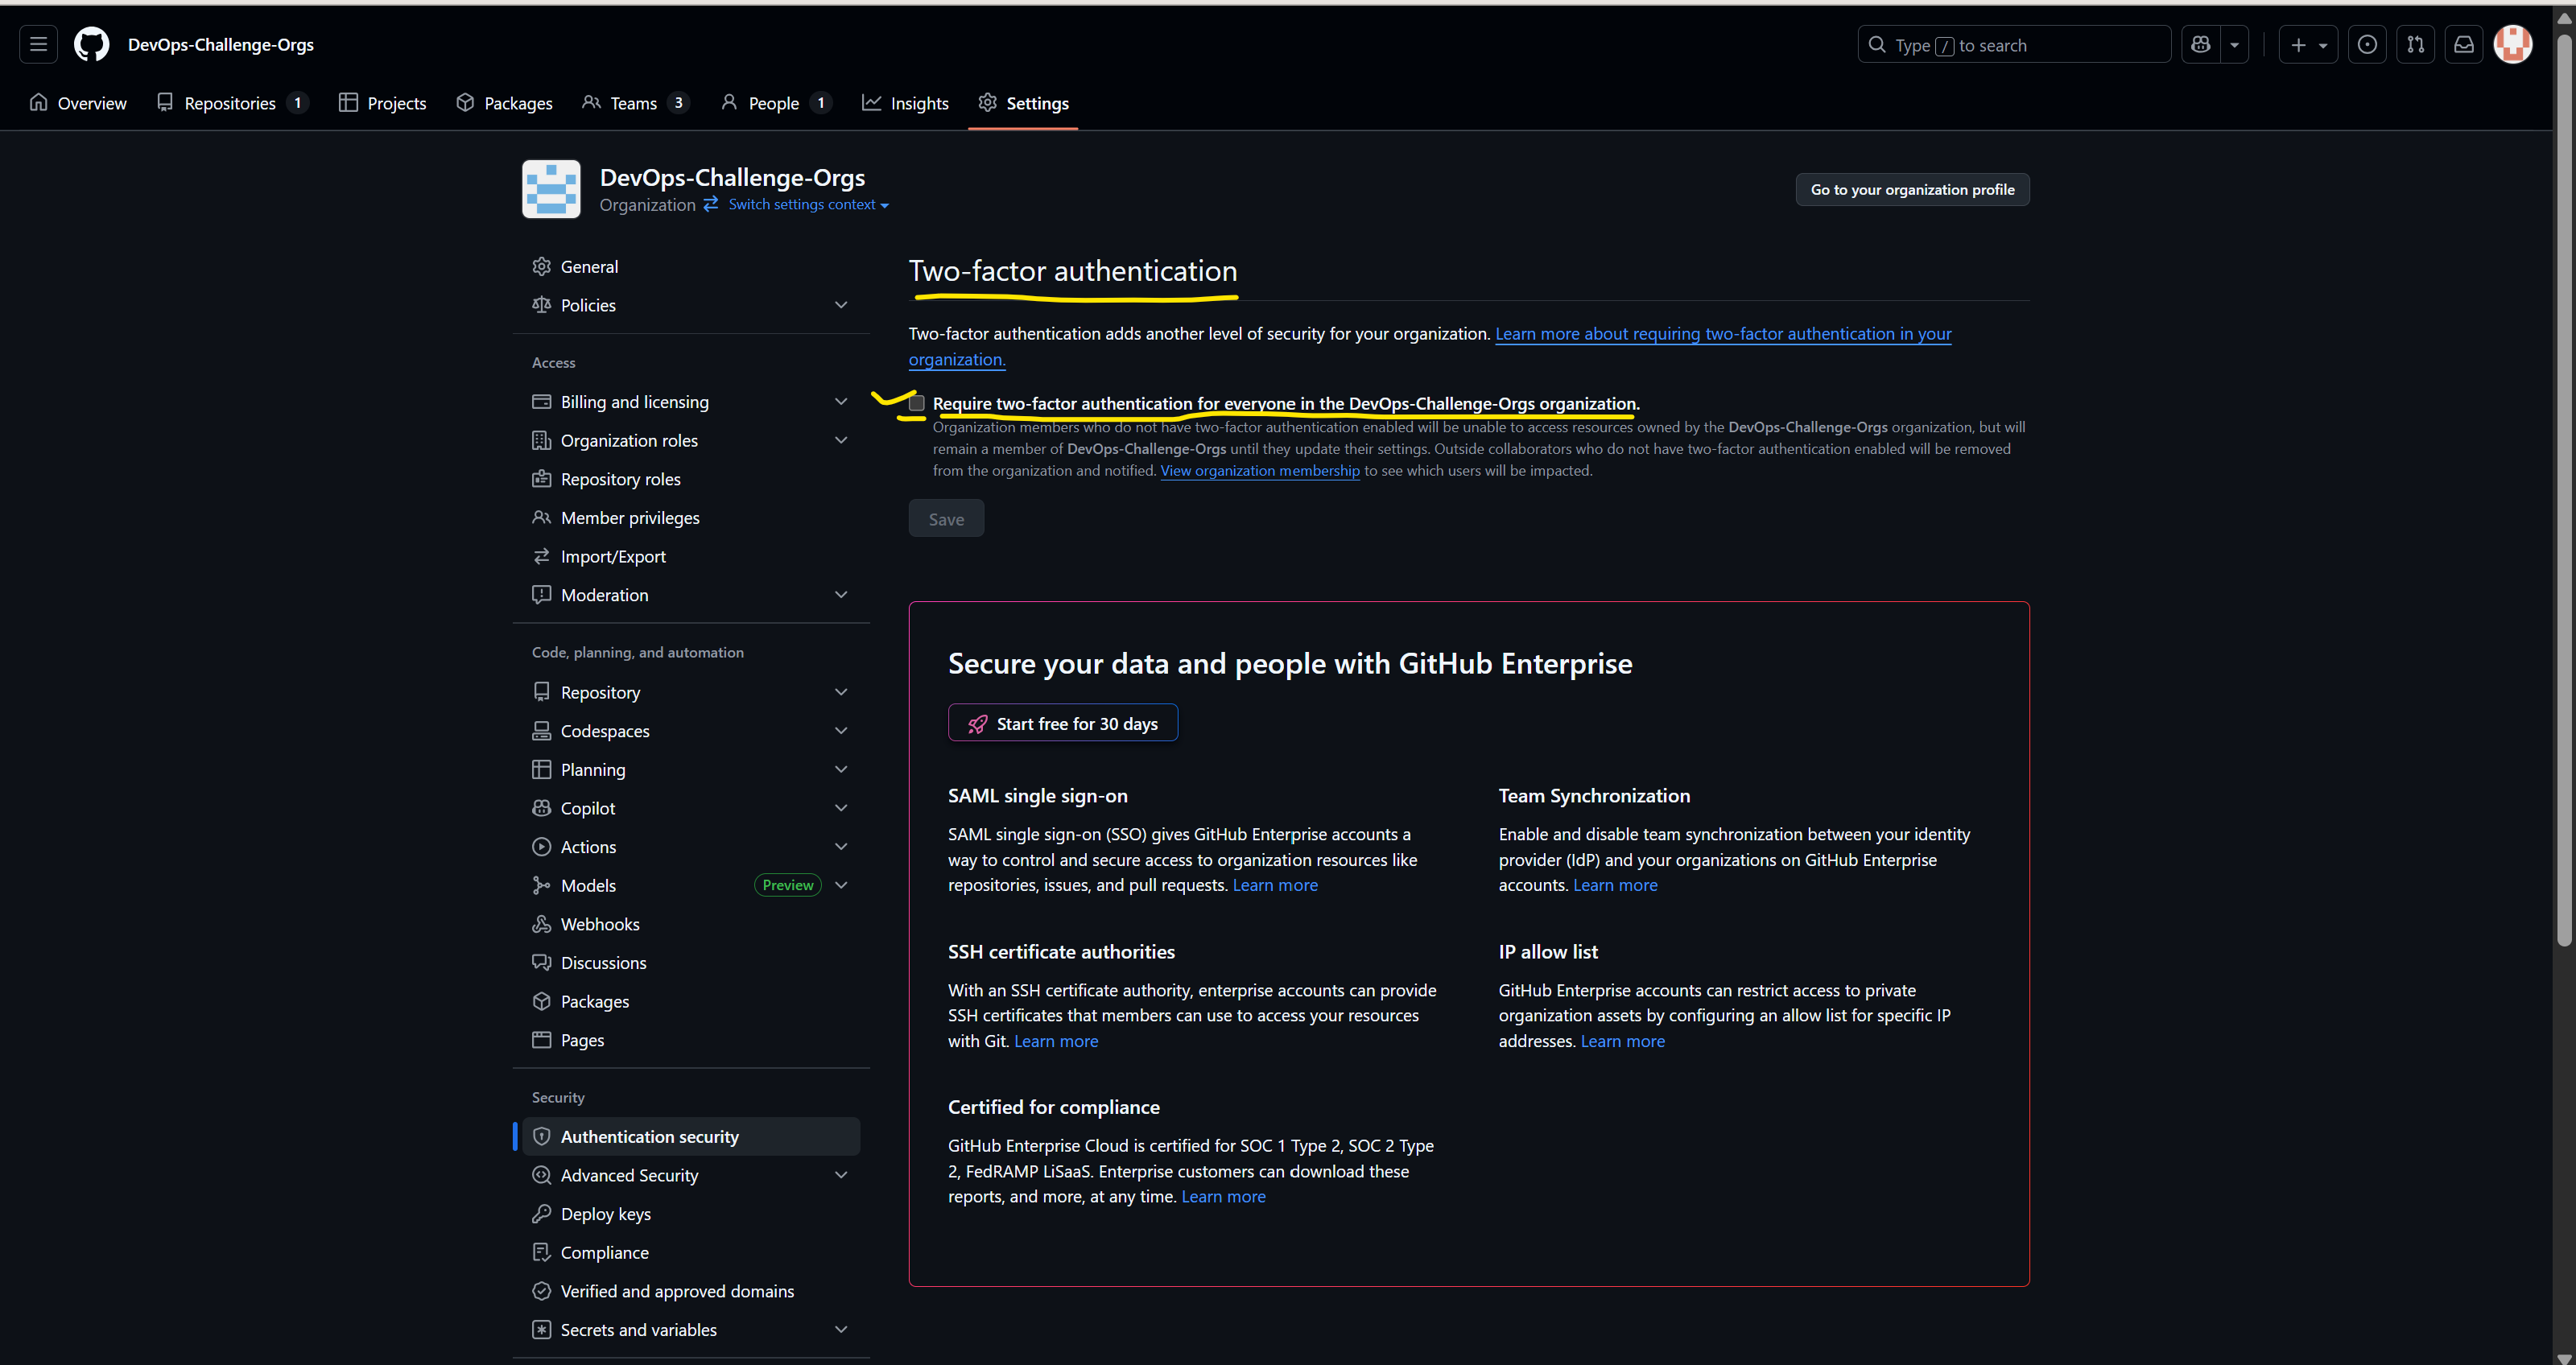 DevOps-Challenge-Orgs
Type / to search
Overview
Repositories 1
Projects
Packages
Teams 3
People 1
Insights
Settings
DevOps-Challenge-Orgs
Organization Switch settings context
Go to your organization profile
General
Policies
Access
Billing and licensing
Organization roles
Repository roles
Member privileges
Import/Export
Moderation
Code, planning, and automation
Repository
Codespaces
Planning
Copilot
Actions
Models Preview
Webhooks
Discussions
Packages
Pages
Security
Authentication security
Advanced Security
Deploy keys
Compliance
Verified and approved domains
Secrets and variables
Two-factor authentication
Two-factor authentication adds another level of security for your organization. Learn more about requiring two-factor authentication in your
organization.
Require two-factor authentication for everyone in the DevOps-Challenge-Orgs organization.
Organization members who do not have two-factor authentication enabled will be unable to access resources owned by the DevOps-Challenge-Orgs organization, but will
remain a member of DevOps-Challenge-Orgs until they update their settings. Outside collaborators who do not have two-factor authentication enabled will be removed
from the organization and notified. View organization membership to see which users will be impacted.
Save
Secure your data and people with GitHub Enterprise
Start free for 30 days
SAML single sign-on
SAML single sign-on (SSO) gives GitHub Enterprise accounts a
way to control and secure access to organization resources like
repositories, issues, and pull requests. Learn more
Team Synchronization
Enable and disable team synchronization between your identity
provider (IdP) and your organizations on GitHub Enterprise
accounts. Learn more
SSH certificate authorities
With an SSH certificate authority, enterprise accounts can provide
SSH certificates that members can use to access your resources
with Git. Learn more
IP allow list
GitHub Enterprise accounts can restrict access to private
organization assets by configuring an allow list for specific IP
addresses. Learn more
Certified for compliance
GitHub Enterprise Cloud is certified for SOC 1 Type 2, SOC 2 Type
2, FedRAMP LiSaaS. Enterprise customers can download these
reports, and more, at any time. Learn more